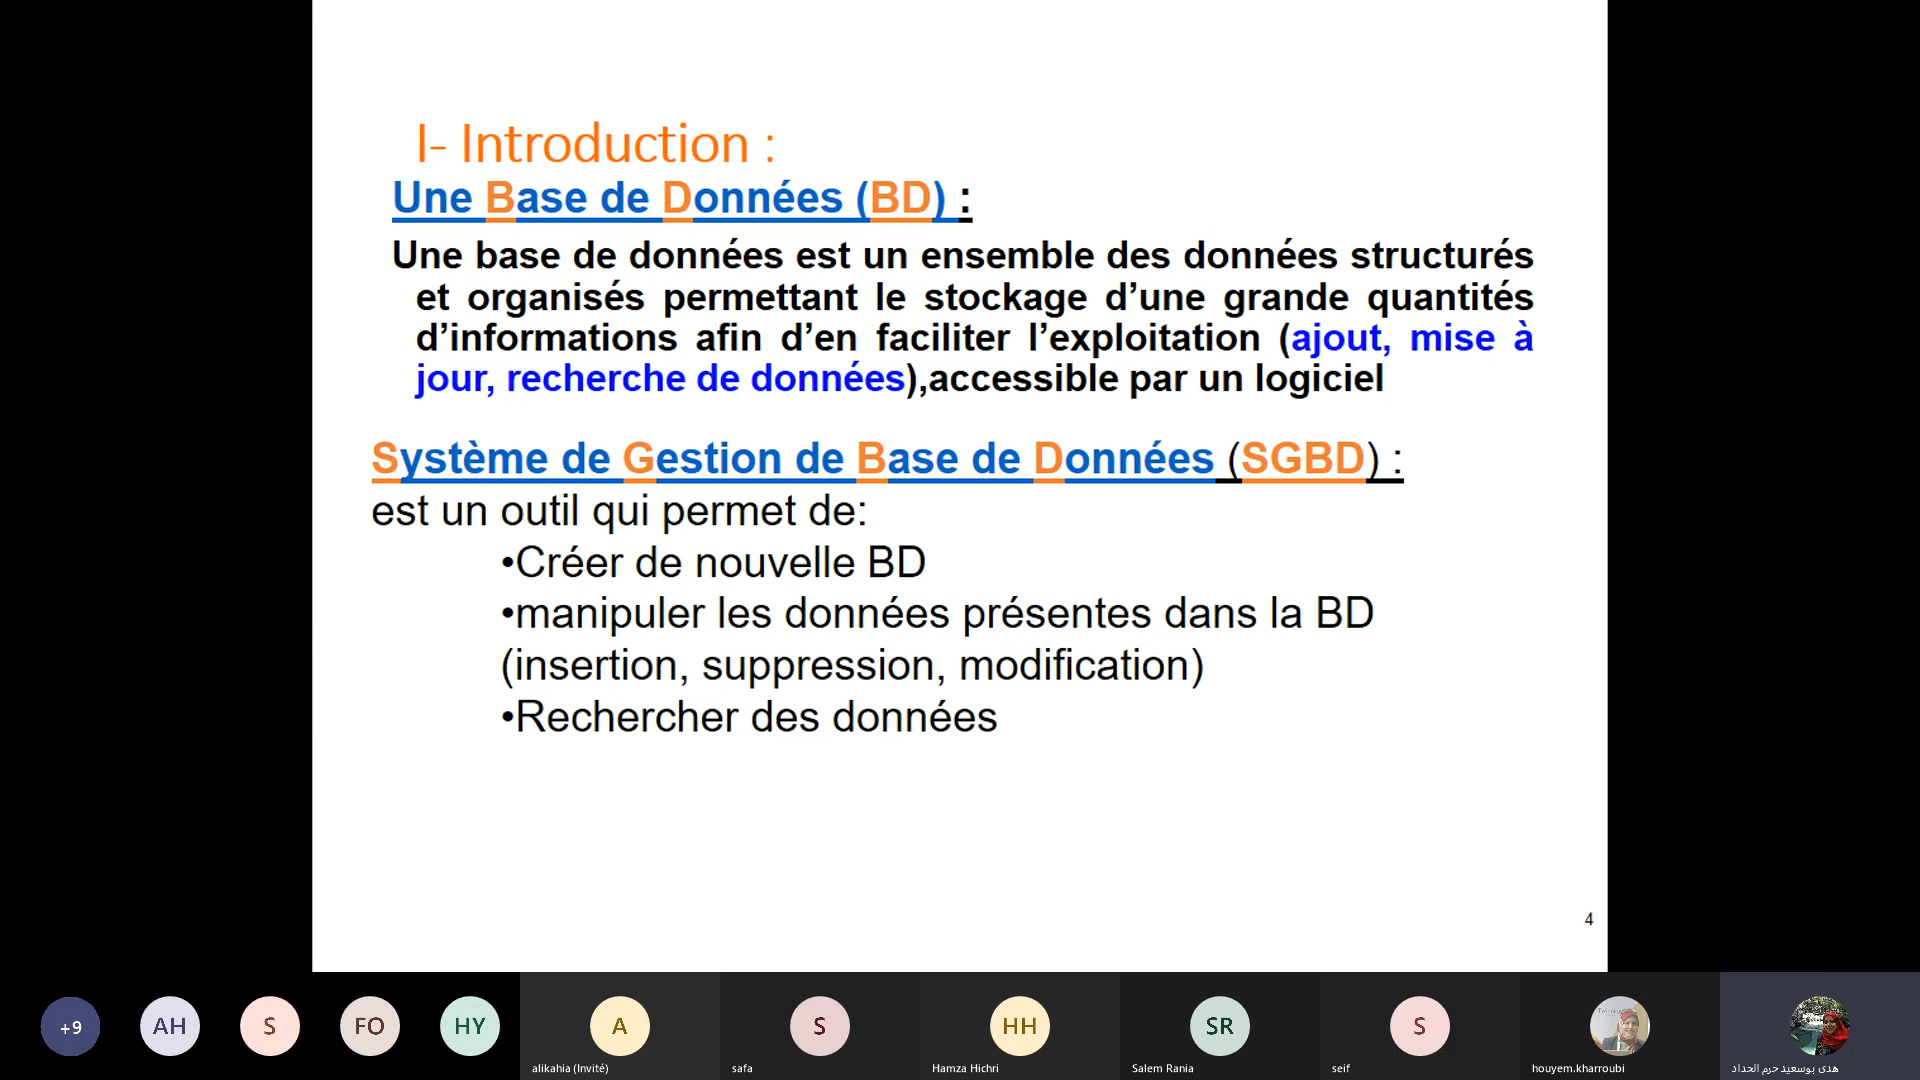 I- Introduction :
Une Base de Données (BD) :
Une base de données est un ensemble des données structurés
et organisés permettant le stockage d’une grande quantités
d’informations afin d’en faciliter l’exploitation (ajout, mise à
jour, recherche de données),accessible par un logiciel
Système de Gestion de Base de Données (SGBD) :
est un outil qui permet de:
•Créer de nouvelle BD
•manipuler les données présentes dans la BD
(insertion, suppression, modification)
•Rechercher des données
4
+9
AH
S
FO
HY
A
S
HH
SR
S
alikahia (Invité)
safa
Hamza Hichri
Salem Rania
seif
houyem.kharroubi
هدى بوسعيد حرم الحداد